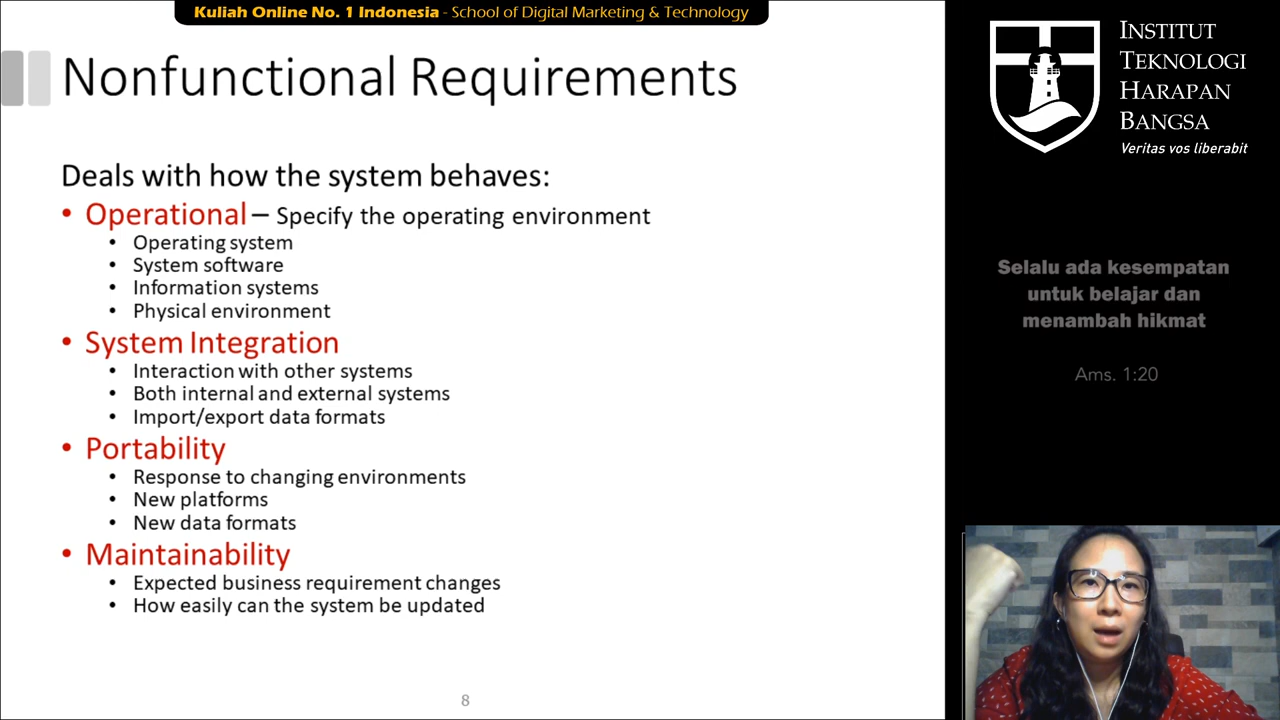 Kuliah Online No. 1 Indonesia - School of Digital Marketing & Technology
Nonfunctional Requirements
Deals with how the system behaves:
• Operational – Specify the operating environment
• Operating system
• System software
• Information systems
• Physical environment
• System Integration
• Interaction with other systems
• Both internal and external systems
• Import/export data formats
• Portability
• Response to changing environments
• New platforms
• New data formats
• Maintainability
• Expected business requirement changes
• How easily can the system be updated
8
INSTITUT
TEKNOLOGI
HARAPAN
BANGSA
Veritas vos liberabit
Selalu ada kesempatan
untuk belajar dan
menambah hikmat
Ams. 1:20